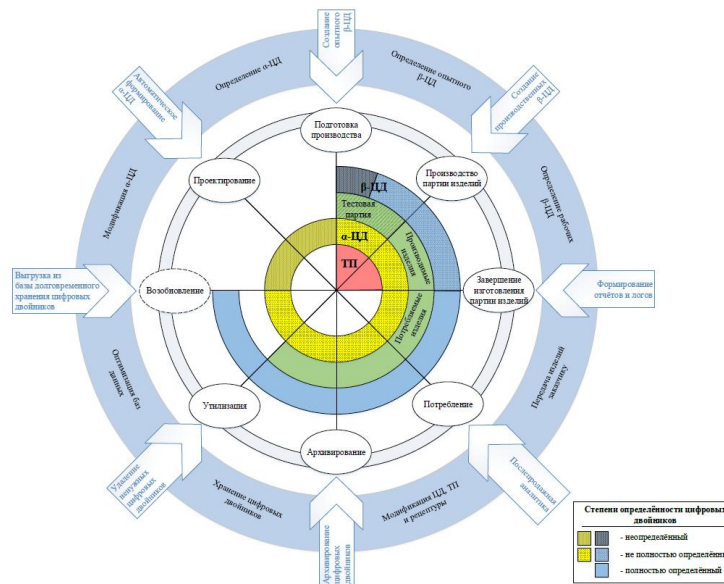 Создание
опытного
β-ЦД
Определение α-ЦД
Определение опытного
β-ЦД
Автоматическое
формирование
α-ЦД
Создание
производственных
β-ЦД
Подготовка
производства
Проектирование
Производство
партии изделий
Модификация α-ЦД
Определение рабочих
β-ЦД
β-ЦД
Тестовая
партия
α-ЦД
ТП
Производимые
изделия
Потребляемые
изделия
Выгрузка из
базы долговременного
хранения цифровых
двойников
Возобновление
Завершение
изготовления
партии изделий
Формирование
отчётов и логов
Оптимизация баз
данных
Передача изделий
заказчику
Утилизация
Потребление
Архивирование
Удаление
ненужных
цифровых
двойников
Хранение цифровых
двойников
Архивирование
цифровых
двойников
Модификация ЦД, ТП
и рецептуры
Послепродажная
аналитика
Степени определённости цифровых
двойников
- неопределённый
- не полностью определённы
- полностью определённый